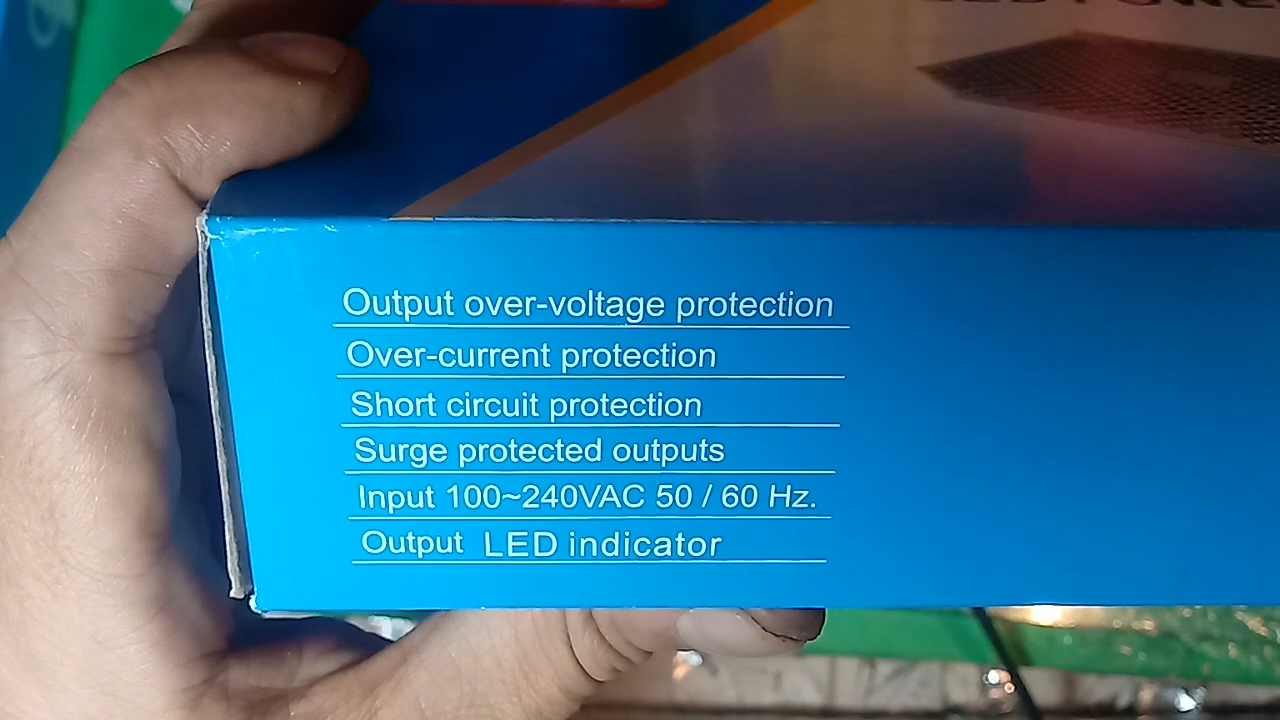 Output over-voltage protection
Over-current protection
Short circuit protection
Surge protected outputs
Input 100~240VAC 50 / 60 Hz.
Output LED indicator